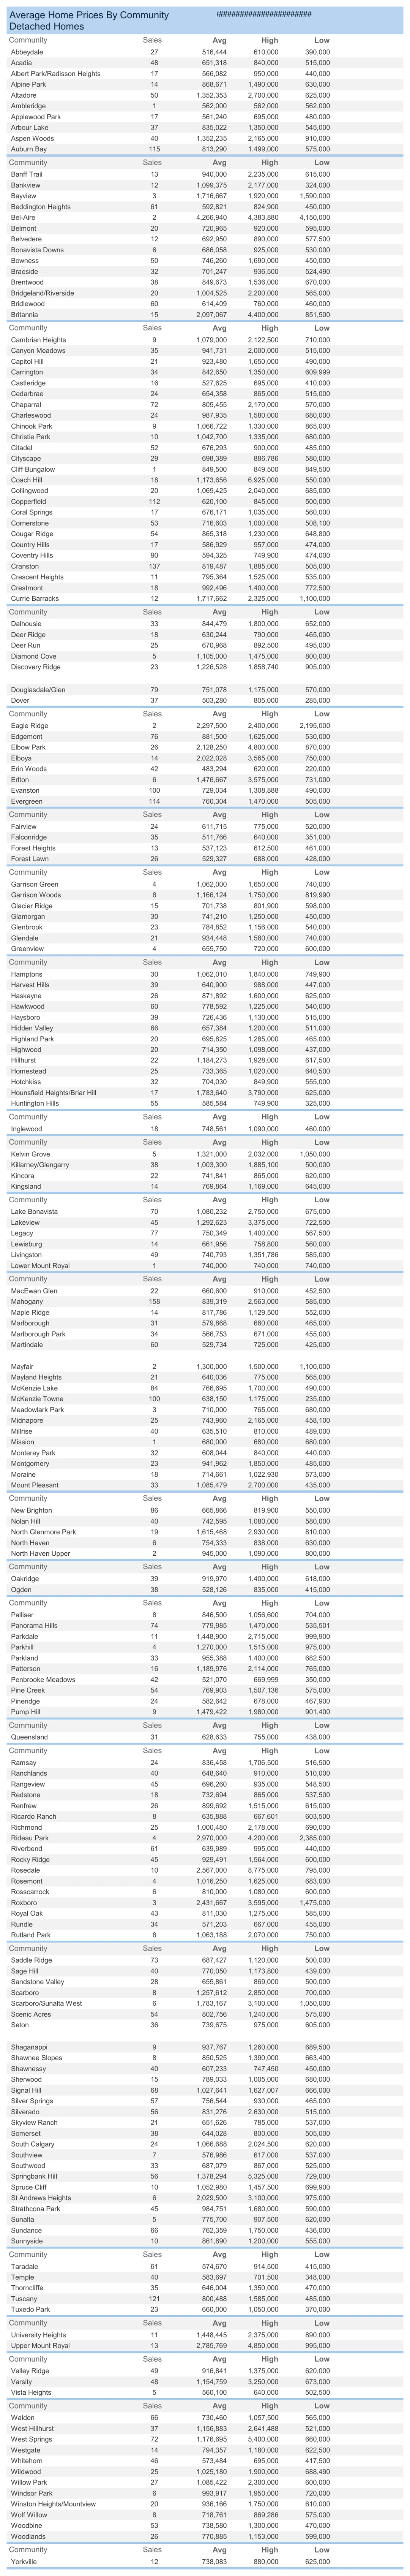 Average Home Prices By Community #######################
Detached Homes
Community Sales Avg High Low
Abbeydale 27 516,444 610,000 390,000
Acadia 48 651,318 840,000 515,000
Albert Park/Radisson Heights 17 566,082 950,000 440,000
Alpine Park 14 868,671 1,490,000 630,000
Altadore 50 1,352,353 2,700,000 625,000
Ambleridge 1 562,000 562,000 562,000
Applewood Park 17 561,240 695,000 480,000
Arbour Lake 37 835,022 1,350,000 545,000
Aspen Woods 40 1,352,235 2,165,000 910,000
Auburn Bay 115 813,290 1,499,000 575,000
Community Sales Avg High Low
Banff Trail 13 940,000 2,235,000 615,000
Bankview 12 1,099,375 2,177,000 324,000
Bayview 3 1,716,667 1,920,000 1,590,000
Beddington Heights 61 592,821 824,900 450,000
Bel-Aire 2 4,266,940 4,383,880 4,150,000
Belmont 20 720,965 920,000 595,000
Belvedere 12 692,950 890,000 577,500
Bonavista Downs 6 686,058 925,000 530,000
Bowness 50 746,260 1,690,000 450,000
Braeside 32 701,247 936,500 524,490
Brentwood 38 849,673 1,536,000 670,000
Bridgeland/Riverside 20 1,004,525 2,200,000 565,000
Bridlewood 60 614,409 760,000 460,000
Britannia 15 2,097,067 4,400,000 851,500
Community Sales Avg High Low
Cambrian Heights 9 1,079,000 2,122,500 710,000
Canyon Meadows 35 941,731 2,000,000 515,000
Capitol Hill 21 923,480 1,650,000 490,000
Carrington 34 842,650 1,350,000 609,999
Castleridge 16 527,625 695,000 410,000
Cedarbrae 24 654,358 865,000 515,000
Chaparral 72 805,455 2,170,000 570,000
Charleswood 24 987,935 1,580,000 680,000
Chinook Park 9 1,066,722 1,330,000 865,000
Christie Park 10 1,042,700 1,335,000 680,000
Citadel 52 676,293 900,000 485,000
Cityscape 29 698,389 886,786 580,000
Cliff Bungalow 1 849,500 849,500 849,500
Coach Hill 18 1,173,656 6,925,000 550,000
Collingwood 20 1,069,425 2,040,000 685,000
Copperfield 112 620,100 845,000 500,000
Coral Springs 17 676,171 1,035,000 560,000
Cornerstone 53 716,603 1,000,000 508,100
Cougar Ridge 54 865,318 1,230,000 648,800
Country Hills 17 586,929 957,000 474,000
Coventry Hills 90 594,325 749,900 474,000
Cranston 137 819,487 1,885,000 505,000
Crescent Heights 11 795,364 1,525,000 535,000
Crestmont 18 992,496 1,400,000 772,500
Currie Barracks 12 1,717,662 2,325,000 1,100,000
Community Sales Avg High Low
Dalhousie 33 844,479 1,800,000 652,000
Deer Ridge 18 630,244 790,000 465,000
Deer Run 25 670,968 892,500 495,000
Diamond Cove 5 1,105,000 1,475,000 800,000
Discovery Ridge 23 1,226,528 1,858,740 905,000
Douglasdale/Glen 79 751,078 1,175,000 570,000
Dover 37 503,280 805,000 285,000
Community Sales Avg High Low
Eagle Ridge 2 2,297,500 2,400,000 2,195,000
Edgemont 76 881,500 1,625,000 530,000
Elbow Park 26 2,128,250 4,800,000 870,000
Elboya 14 2,022,028 3,565,000 750,000
Erin Woods 42 483,294 620,000 220,000
Erlton 6 1,476,667 3,575,000 731,000
Evanston 100 729,034 1,308,888 490,000
Evergreen 114 760,304 1,470,000 505,000
Community Sales Avg High Low
Fairview 24 611,715 775,000 520,000
Falconridge 35 511,766 640,000 351,000
Forest Heights 13 537,123 612,500 461,000
Forest Lawn 26 529,327 688,000 428,000
Community Sales Avg High Low
Garrison Green 4 1,062,000 1,650,000 740,000
Garrison Woods 8 1,166,124 1,750,000 819,990
Glacier Ridge 15 701,738 801,900 598,000
Glamorgan 30 741,210 1,250,000 450,000
Glenbrook 23 784,852 1,156,000 540,000
Glendale 21 934,448 1,580,000 740,000
Greenview 4 655,750 720,000 600,000
Community Sales Avg High Low
Hamptons 30 1,062,010 1,840,000 749,900
Harvest Hills 39 640,900 988,000 447,000
Haskayne 26 871,892 1,600,000 625,000
Hawkwood 60 778,592 1,225,000 540,000
Haysboro 39 726,436 1,130,000 515,000
Hidden Valley 66 657,384 1,200,000 511,000
Highland Park 20 695,825 1,285,000 465,000
Highwood 20 714,350 1,098,000 437,000
Hillhurst 22 1,184,273 1,928,000 617,500
Homestead 25 733,365 1,020,000 640,500
Hotchkiss 32 704,030 849,900 555,000
Hounsfield Heights/Briar Hill 17 1,783,640 3,790,000 625,000
Huntington Hills 55 585,584 749,900 325,000
Community Sales Avg High Low
Inglewood 18 748,561 1,090,000 460,000
Community Sales Avg High Low
Kelvin Grove 5 1,321,000 2,032,000 1,050,000
Killarney/Glengarry 38 1,003,300 1,885,100 500,000
Kincora 22 741,841 865,000 620,000
Kingsland 14 769,864 1,169,000 645,000
Community Sales Avg High Low
Lake Bonavista 70 1,080,232 2,750,000 675,000
Lakeview 45 1,292,623 3,375,000 722,500
Legacy 77 750,349 1,400,000 567,500
Lewisburg 14 661,956 758,800 560,000
Livingston 49 740,793 1,351,786 585,000
Lower Mount Royal 1 740,000 740,000 740,000
Community Sales Avg High Low
MacEwan Glen 22 660,600 910,000 452,500
Mahogany 158 839,319 2,563,000 585,000
Maple Ridge 14 817,786 1,129,500 552,000
Marlborough 31 579,868 660,000 465,000
Marlborough Park 34 566,753 671,000 455,000
Martindale 60 529,734 725,000 425,000
Mayfair 2 1,300,000 1,500,000 1,100,000
Mayland Heights 21 640,036 775,000 565,000
McKenzie Lake 84 766,695 1,700,000 490,000
McKenzie Towne 100 638,150 1,175,000 235,000
Meadowlark Park 3 710,000 765,000 680,000
Midnapore 25 743,960 2,165,000 458,100
Millrise 40 635,510 810,000 489,000
Mission 1 680,000 680,000 680,000
Monterey Park 32 608,044 840,000 440,000
Montgomery 23 941,962 1,850,000 485,000
Moraine 18 714,661 1,022,930 573,000
Mount Pleasant 33 1,085,479 2,700,000 435,000
Community Sales Avg High Low
New Brighton 86 665,866 819,900 550,000
Nolan Hill 40 742,595 1,080,000 580,000
North Glenmore Park 19 1,615,468 2,930,000 810,000
North Haven 6 754,333 838,000 630,000
North Haven Upper 2 945,000 1,090,000 800,000
Community Sales Avg High Low
Oakridge 39 919,970 1,400,000 618,000
Ogden 38 528,126 835,000 415,000
Community Sales Avg High Low
Palliser 8 846,500 1,056,600 704,000
Panorama Hills 74 779,985 1,470,000 535,501
Parkdale 11 1,448,900 2,715,000 999,900
Parkhill 4 1,270,000 1,515,000 975,000
Parkland 33 955,388 1,400,000 682,500
Patterson 16 1,189,976 2,114,000 765,000
Penbrooke Meadows 42 521,070 669,999 350,000
Pine Creek 54 769,903 1,507,136 575,000
Pineridge 24 582,642 678,000 467,900
Pump Hill 9 1,479,422 1,980,000 901,400
Community Sales Avg High Low
Queensland 31 628,633 755,000 438,000
Community Sales Avg High Low
Ramsay 24 836,458 1,706,500 516,500
Ranchlands 40 648,640 910,000 510,000
Rangeview 45 696,260 935,000 548,500
Redstone 18 732,694 865,000 537,500
Renfrew 26 899,692 1,515,000 615,000
Ricardo Ranch 8 635,888 667,601 603,500
Richmond 25 1,000,480 2,178,000 690,000
Rideau Park 4 2,970,000 4,200,000 2,385,000
Riverbend 61 639,989 995,000 440,000
Rocky Ridge 45 929,491 1,564,000 600,000
Rosedale 10 2,567,000 8,775,000 795,000
Rosemont 4 1,016,250 1,625,000 683,000
Rosscarrock 6 810,000 1,080,000 600,000
Roxboro 3 2,431,667 3,595,000 1,475,000
Royal Oak 43 811,030 1,275,000 585,000
Rundle 34 571,203 667,000 455,000
Rutland Park 8 1,063,188 2,070,000 750,000
Community Sales Avg High Low
Saddle Ridge 73 687,427 1,120,000 500,000
Sage Hill 40 770,050 1,173,800 439,000
Sandstone Valley 28 655,861 869,000 500,000
Scarboro 8 1,257,612 2,850,000 700,000
Scarboro/Sunalta West 6 1,783,167 3,100,000 1,050,000
Scenic Acres 54 802,756 1,240,000 575,000
Seton 36 739,675 975,000 605,000
Shaganappi 9 937,767 1,260,000 689,500
Shawnee Slopes 8 850,525 1,390,000 663,400
Shawnessy 40 607,233 747,450 450,000
Sherwood 15 789,033 1,005,000 680,000
Signal Hill 68 1,027,641 1,627,007 666,000
Silver Springs 57 756,544 930,000 465,000
Silverado 56 831,276 2,630,000 515,000
Skyview Ranch 21 651,626 785,000 537,000
Somerset 38 644,028 800,000 505,000
South Calgary 24 1,066,688 2,024,500 620,000
Southview 7 576,986 617,000 537,000
Southwood 33 687,079 867,000 525,000
Springbank Hill 56 1,378,294 5,325,000 729,000
Spruce Cliff 10 1,052,980 1,457,500 699,900
St Andrews Heights 6 2,029,500 3,100,000 975,000
Strathcona Park 45 984,751 1,680,000 590,000
Sunalta 5 775,700 907,500 620,000
Sundance 66 762,359 1,750,000 436,000
Sunnyside 10 861,890 1,200,000 555,000
Community Sales Avg High Low
Taradale 61 574,670 914,500 415,000
Temple 40 583,697 701,500 348,000
Thorncliffe 35 646,004 1,350,000 470,000
Tuscany 121 800,488 1,585,000 485,000
Tuxedo Park 23 660,000 1,050,000 370,000
Community Sales Avg High Low
University Heights 11 1,448,445 2,375,000 890,000
Upper Mount Royal 13 2,785,769 4,850,000 995,000
Community Sales Avg High Low
Valley Ridge 49 916,841 1,375,000 620,000
Varsity 48 1,154,759 3,250,000 673,000
Vista Heights 5 560,100 640,000 502,500
Community Sales Avg High Low
Walden 66 730,460 1,057,500 565,000
West Hillhurst 37 1,156,883 2,641,488 521,000
West Springs 72 1,176,695 5,400,000 660,000
Westgate 14 794,357 1,180,000 622,500
Whitehorn 46 573,484 695,000 417,500
Wildwood 25 1,025,180 1,900,000 688,490
Willow Park 27 1,085,422 2,300,000 600,000
Windsor Park 6 993,917 1,950,000 720,000
Winston Heights/Mountview 20 936,166 1,750,000 610,000
Wolf Willow 8 718,761 869,286 575,000
Woodbine 53 738,580 1,300,000 470,000
Woodlands 26 770,885 1,153,000 599,000
Community Sales Avg High Low
Yorkville 12 738,083 880,000 625,000